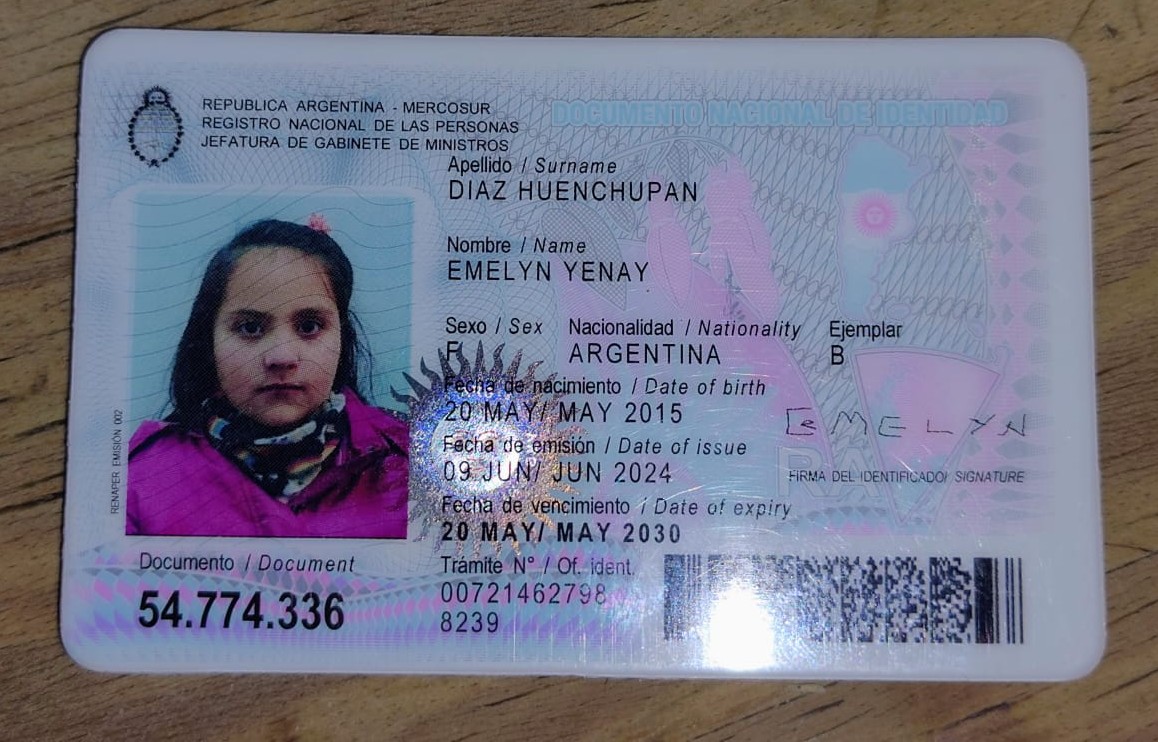 REPUBLICA ARGENTINA - MERCOSUR
REGISTRO NACIONAL DE LAS PERSONAS
JEFATURA DE GABINETE DE MINISTROS
DOCUMENTO NACIONAL DE IDENTIDAD
Apellido / Surname
DIAZ HUENCHUPAN
Nombre / Name
EMELYN YENAY
Sexo / Sex Nacionalidad / Nationality Ejemplar
F ARGENTINA B
Fecha de nacimiento / Date of birth
20 MAY/ MAY 2015
EMELYN
Fecha de emisión / Date of issue
09 JUN/ JUN 2024
FIRMA DEL IDENTIFICADO/ SIGNATURE
Fecha de vencimiento / Date of expiry
20 MAY/ MAY 2030
RENAPER EMISIÓN 002
Documento / Document
54.774.336
Trámite N° / Of. ident.
00721462798
8239